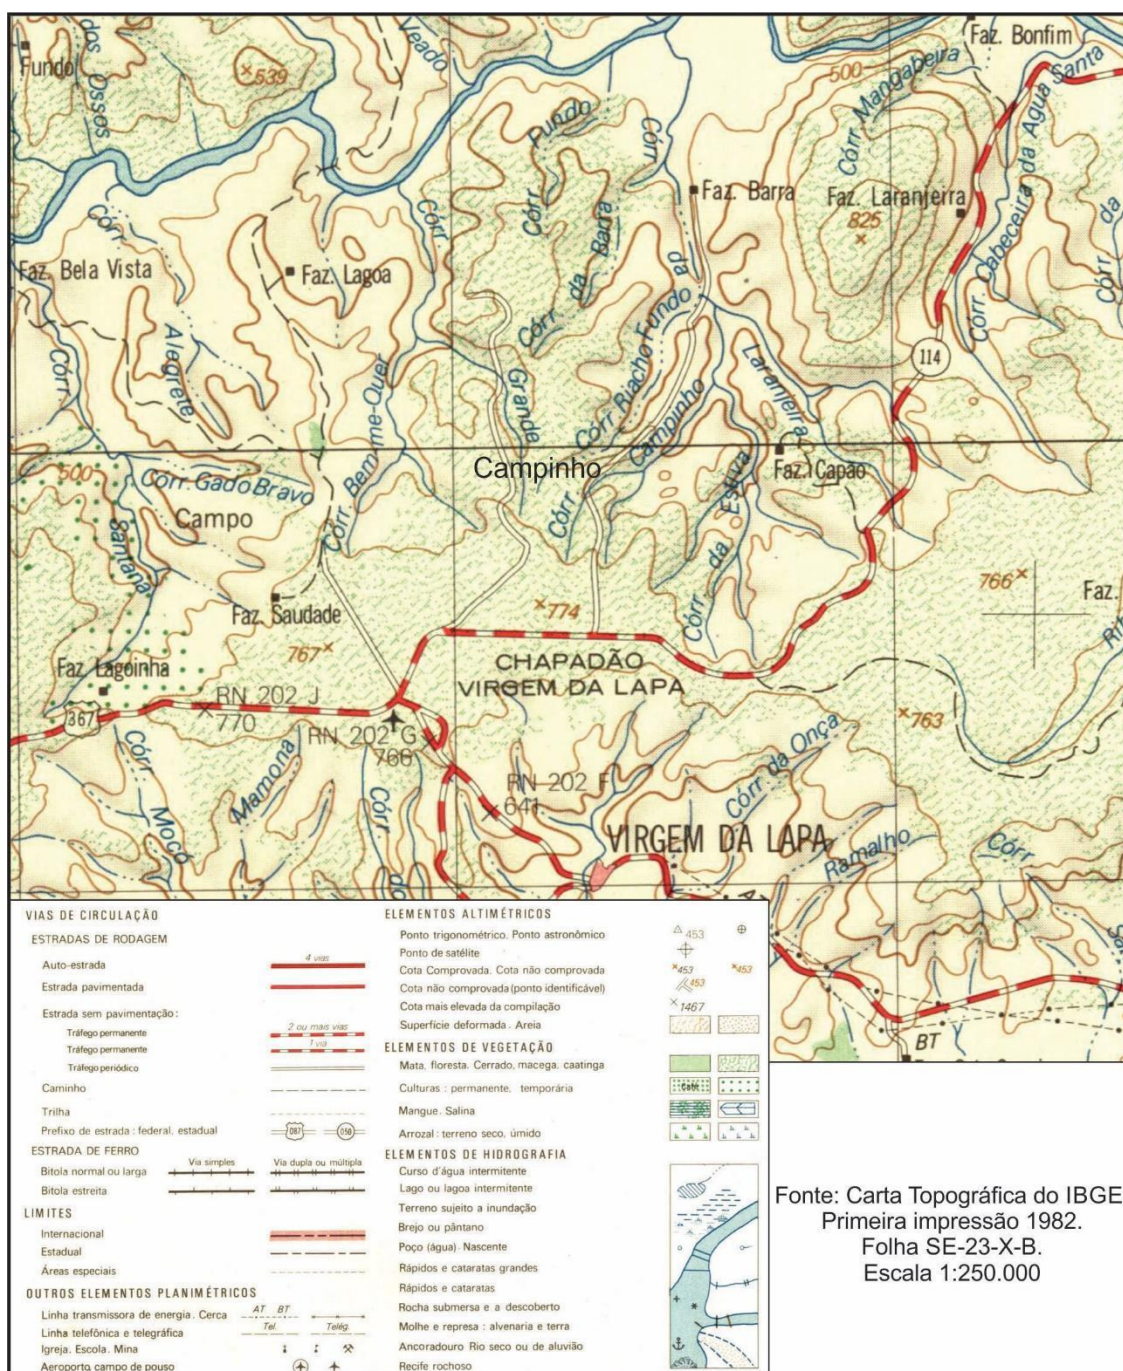 Fundo
dos Ossos
539
Veado
Faz. Bonfim
500
Córr Mangabeira
Córr. Cabeceira da Água Santa
Córr. Fundo
Córr
Faz. Barra
Faz. Laranjeira
825
Córr. da
Córr
Córr
da
Faz. Bela Vista
Faz. Lagoa
Córr. da Barra
Alegrete
Córr.
Grande
Córr Riacho Fundo
Laranjeira
114
Campinho
Córr Bem-me-Quer
500
Córr. Gado Bravo
Campinho
Córr
Faz. Capão
Campo
Santana
Córr. da Estiva
Faz. Saudade
774
766
Faz.
Faz. Lagoinha
767
CHAPADÃO
VIRGEM DA LAPA
RN 202 J
770
367
RN 202 G
766
763
Córr Mocó
Mamona
Córr do
RN 202 F
641
Córr da Onça
VIRGEM DA LAPA
Ramalho
Córr
BT
VIAS DE CIRCULAÇÃO
ESTRADAS DE RODAGEM
Auto-estrada 4 vias
Estrada pavimentada
Estrada sem pavimentação:
Tráfego permanente 2 ou mais vias
Tráfego permanente 1 via
Tráfego periódico
Caminho
Trilha
Prefixo de estrada: federal, estadual 087 050
ESTRADA DE FERRO
Bitola normal ou larga Via simples Via dupla ou múltipla
Bitola estreita
LIMITES
Internacional
Estadual
Áreas especiais
OUTROS ELEMENTOS PLANIMÉTRICOS
Linha transmissora de energia. Cerca AT BT
Linha telefônica e telegráfica Tel. Telég.
Igreja. Escola. Mina
Aeroporto, campo de pouso
ELEMENTOS ALTIMÉTRICOS
Ponto trigonométrico. Ponto astronômico 453
Ponto de satélite
Cota Comprovada. Cota não comprovada 453 453
Cota não comprovada (ponto identificável) 453
Cota mais elevada da compilação 1467
Superfície deformada. Areia
ELEMENTOS DE VEGETAÇÃO
Mata, floresta. Cerrado, macega, caatinga
Culturas: permanente, temporária Café
Mangue. Salina
Arrozal: terreno seco, úmido
ELEMENTOS DE HIDROGRAFIA
Curso d'água intermitente
Lago ou lagoa intermitente
Terreno sujeito a inundação
Brejo ou pântano
Poço (água). Nascente
Rápidos e cataratas grandes
Rápidos e cataratas
Rocha submersa e a descoberto
Molhe e represa: alvenaria e terra
Ancoradouro Rio seco ou de aluvião
Recife rochoso
Fonte: Carta Topográfica do IBGE
Primeira impressão 1982.
Folha SE-23-X-B.
Escala 1:250.000